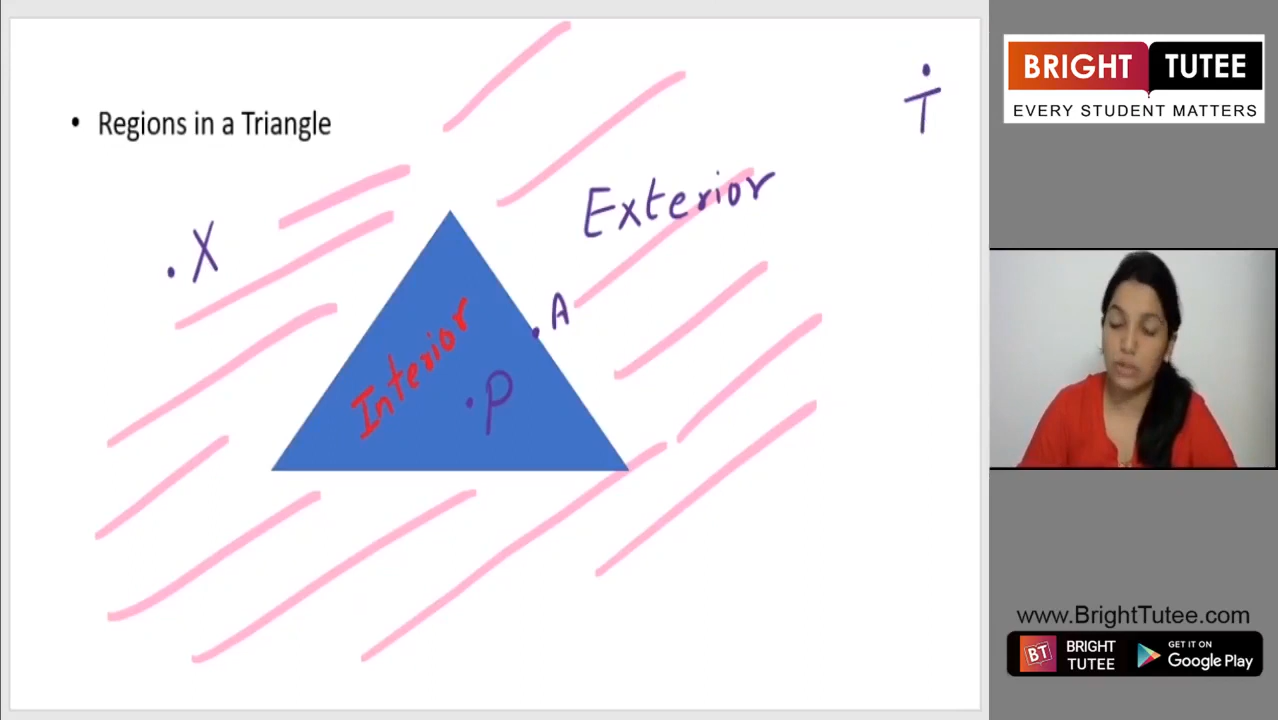 • Regions in a Triangle
T
Exterior
X
A
Interior
P
BRIGHT TUTEE
EVERY STUDENT MATTERS
www.BrightTutee.com
BT BRIGHT TUTEE
GET IT ON
Google Play